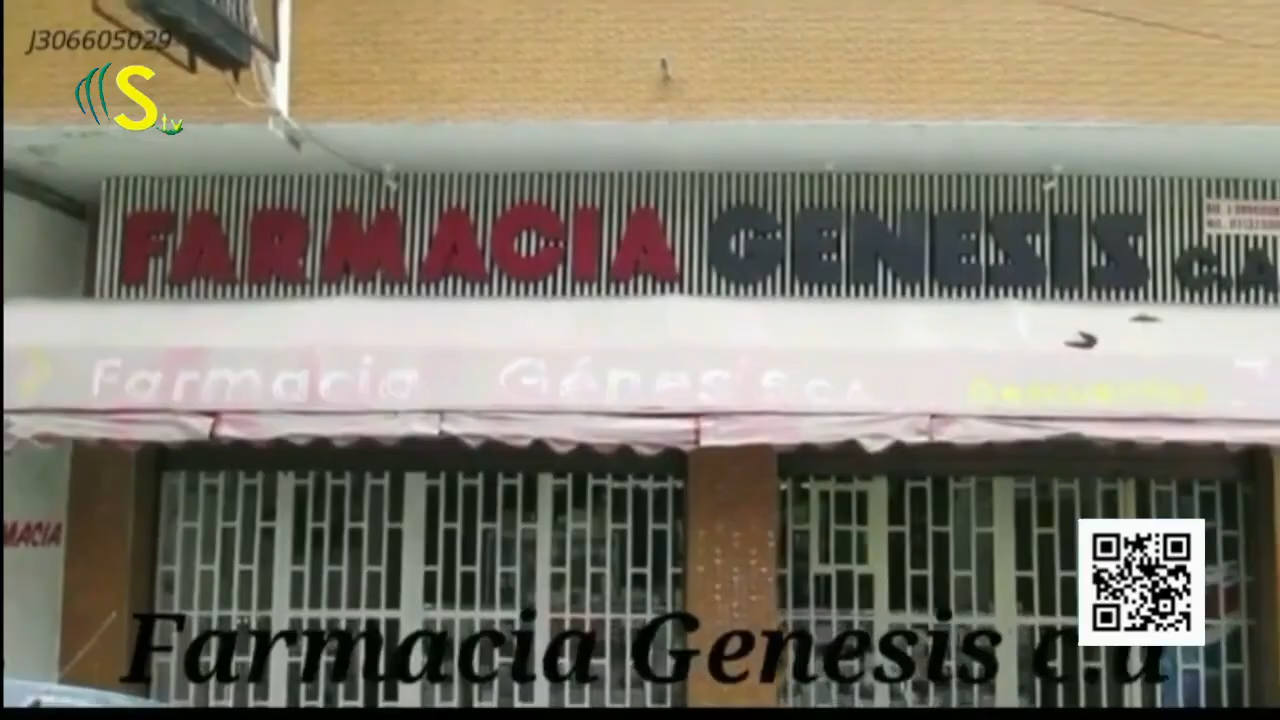 J306605029
S tv
FARMACIA GENESIS C.A
Farmacia Génesis C.A. Descuentos
MACIA
Farmacia Genesis c.a